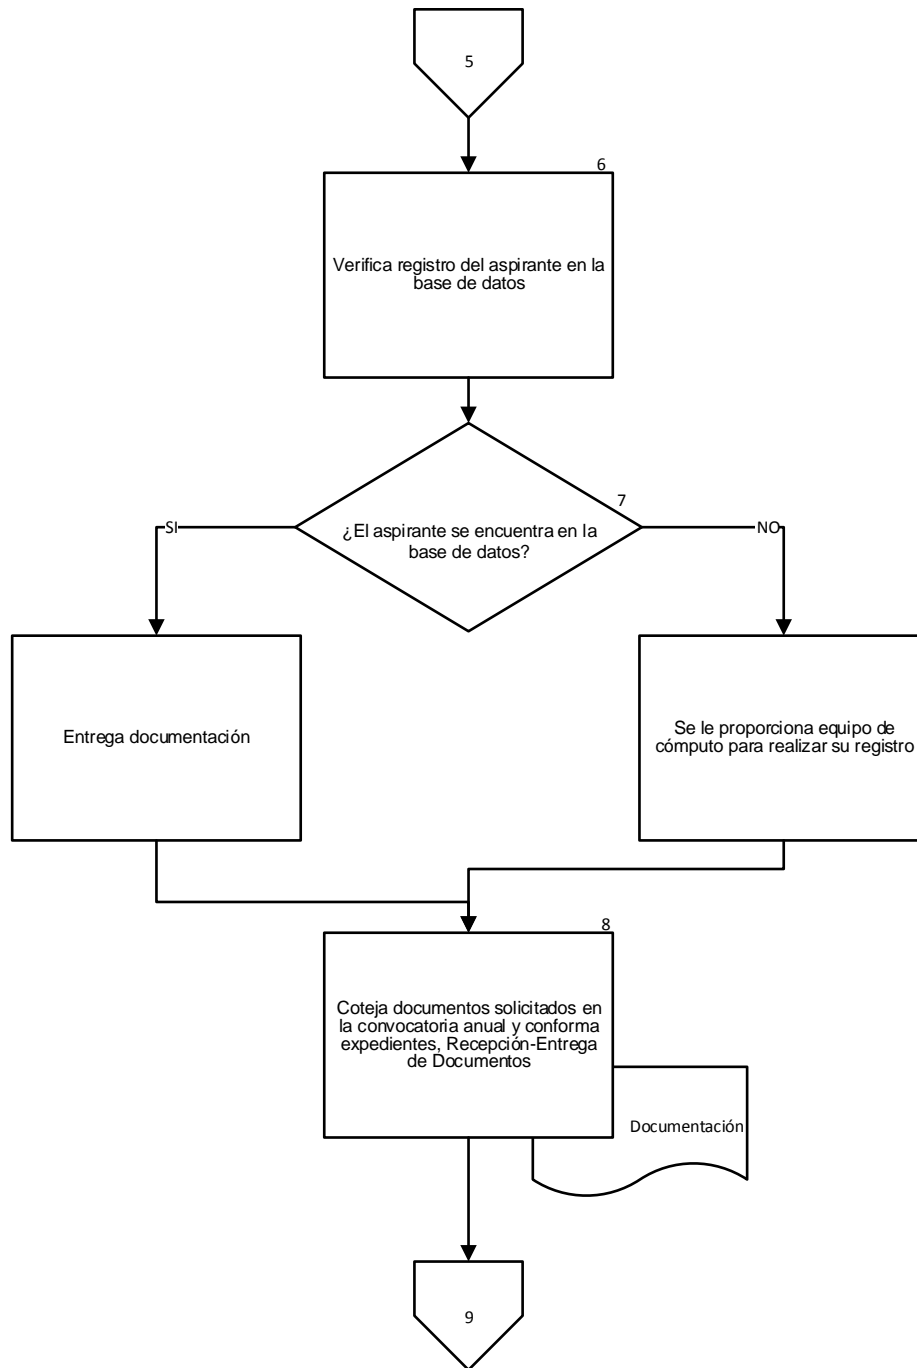 5
6
Verifica registro del aspirante en la
base de datos
7
¿El aspirante se encuentra en la
base de datos?
SI
NO
Entrega documentación
Se le proporciona equipo de
cómputo para realizar su registro
8
Coteja documentos solicitados en
la convocatoria anual y conforma
expedientes, Recepción-Entrega
de Documentos
Documentación
9